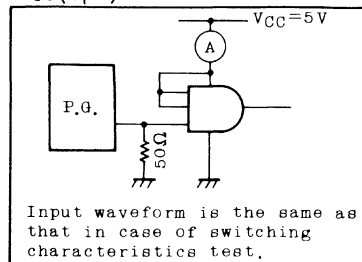 VCC=5V
A
P.G.
50Ω
Input waveform is the same as
that in case of switching
characteristics test.